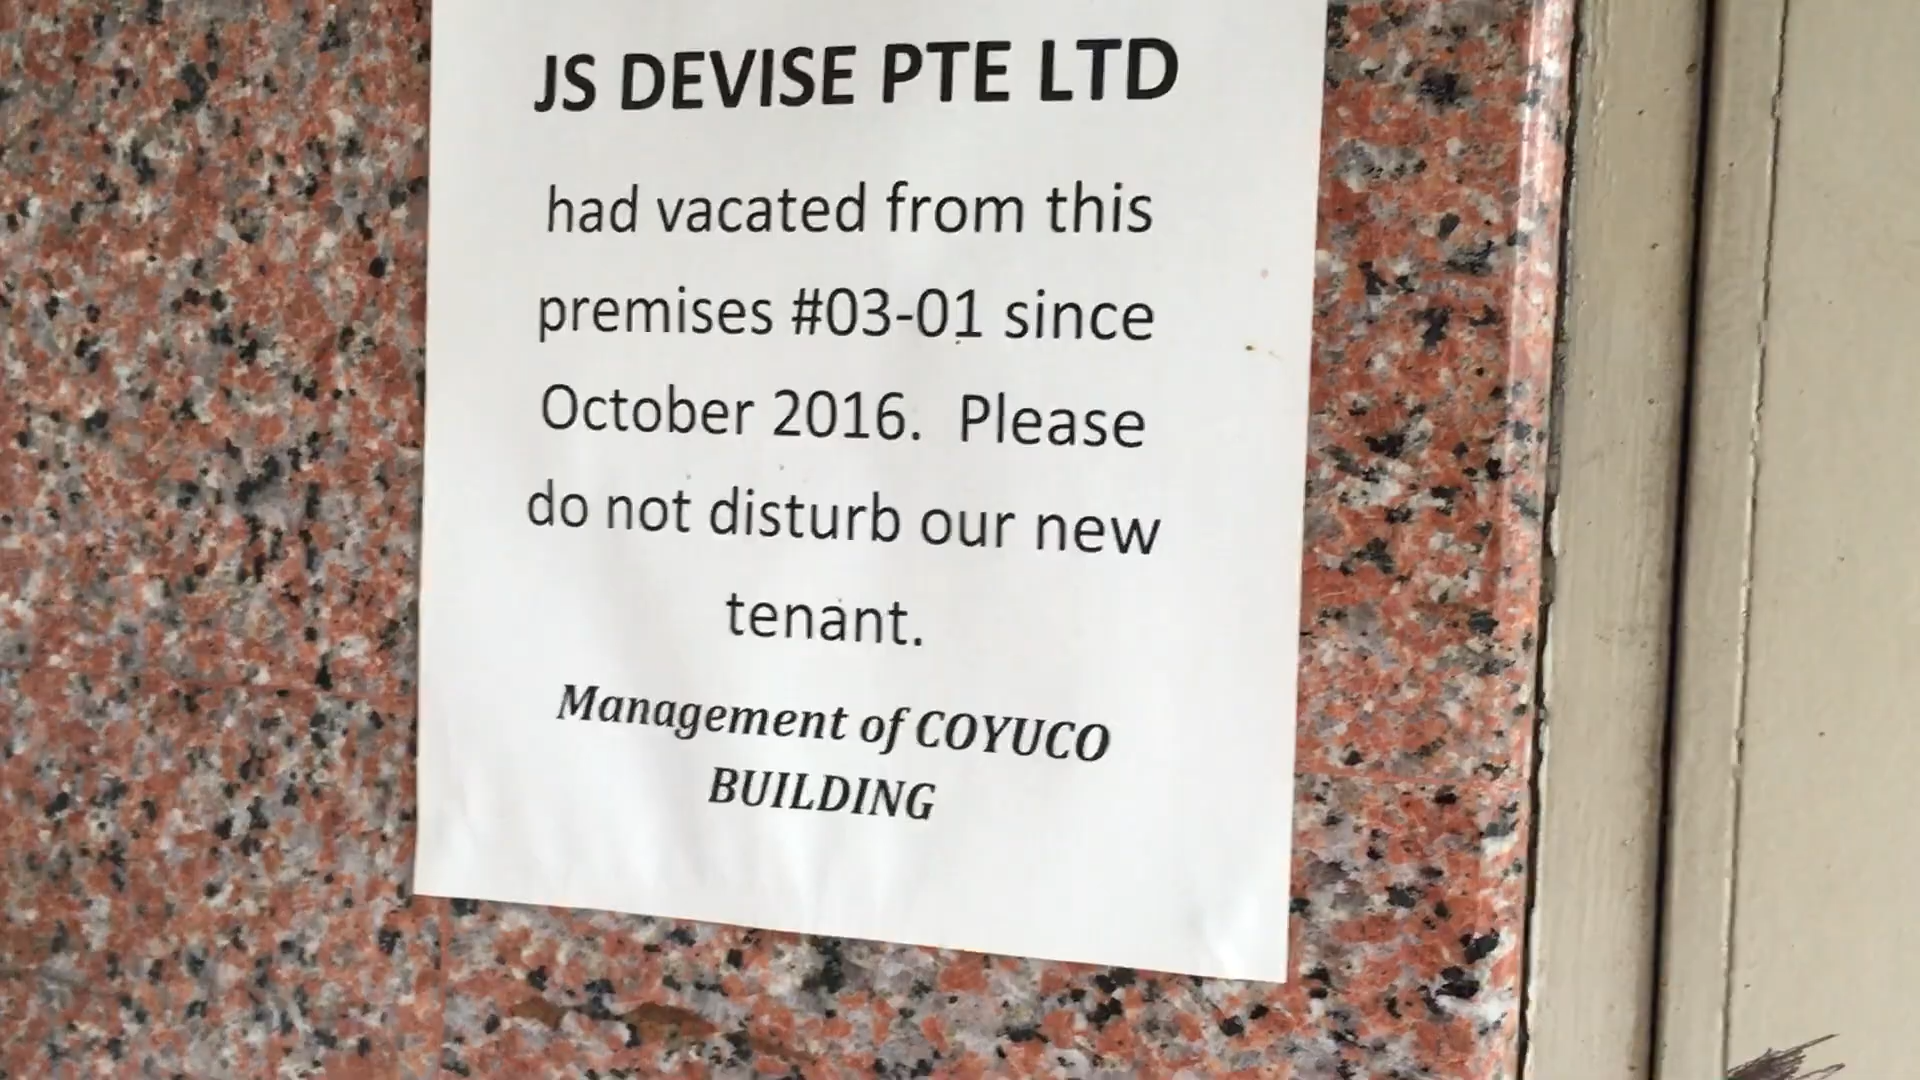 JS DEVISE PTE LTD
had vacated from this
premises #03-01 since
October 2016.  Please
do not disturb our new
tenant.
Management of COYUCO
BUILDING